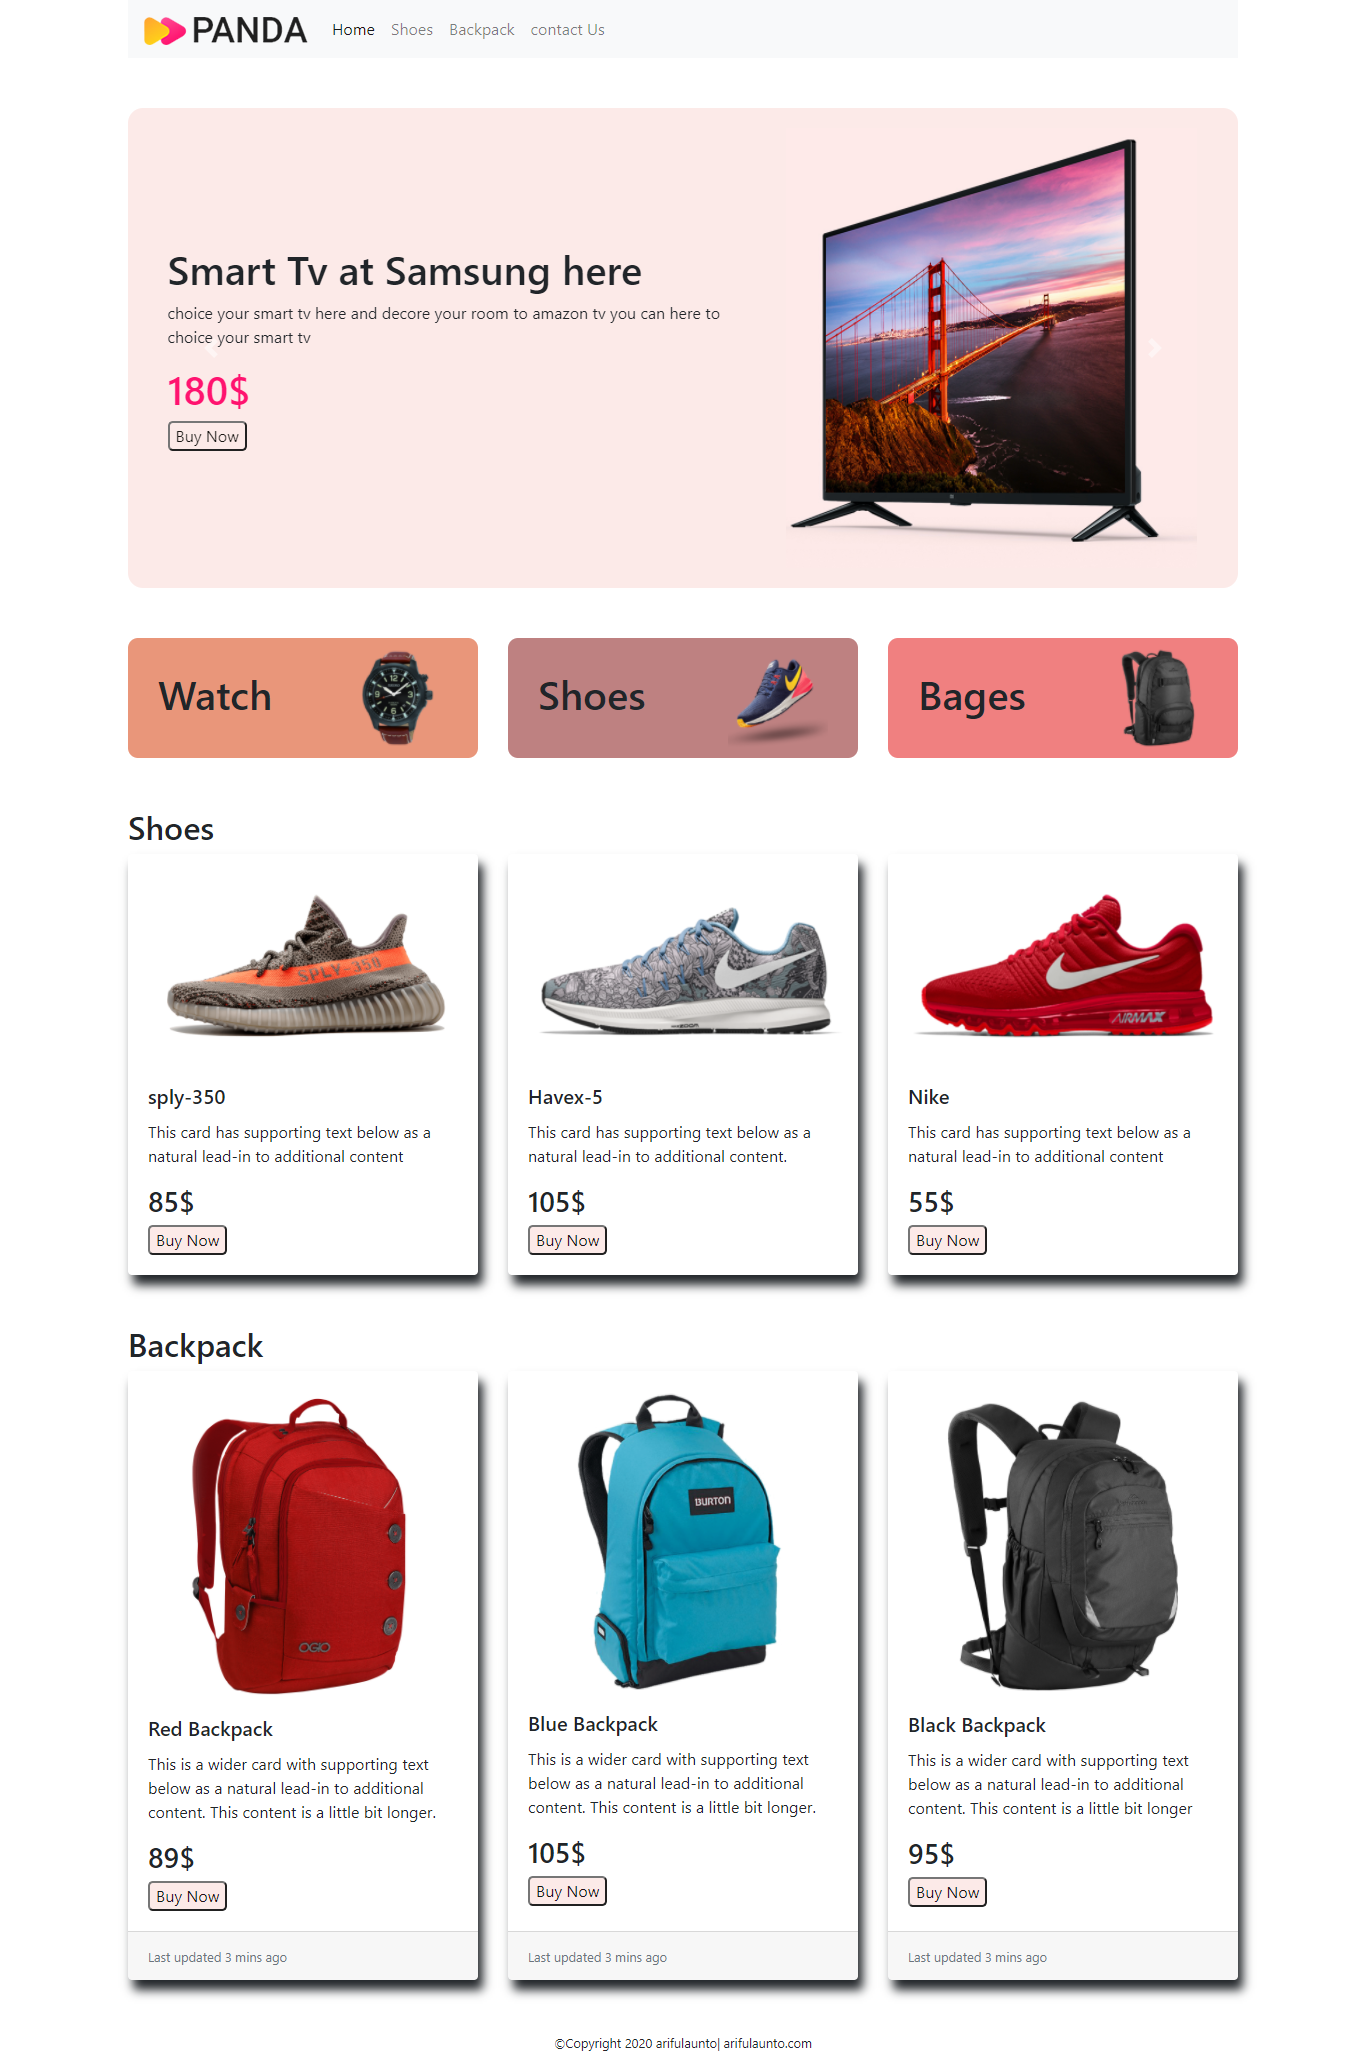 PANDA Home Shoes Backpack contact Us
Smart Tv at Samsung here
choice your smart tv here and decore your room to amazon tv you can here to
choice your smart tv
180$
Buy Now
Watch
Shoes
Bages
Shoes
SPLY-350
sply-350
This card has supporting text below as a
natural lead-in to additional content
85$
Buy Now
ZOOM
Havex-5
This card has supporting text below as a
natural lead-in to additional content.
105$
Buy Now
AIRMAX
Nike
This card has supporting text below as a
natural lead-in to additional content
55$
Buy Now
Backpack
OGIO
Red Backpack
This is a wider card with supporting text
below as a natural lead-in to additional
content. This content is a little bit longer.
89$
Buy Now
Last updated 3 mins ago
BURTON
Blue Backpack
This is a wider card with supporting text
below as a natural lead-in to additional
content. This content is a little bit longer.
105$
Buy Now
Last updated 3 mins ago
Black Backpack
This is a wider card with supporting text
below as a natural lead-in to additional
content. This content is a little bit longer
95$
Buy Now
Last updated 3 mins ago
©Copyright 2020 arifulaunto| arifulaunto.com